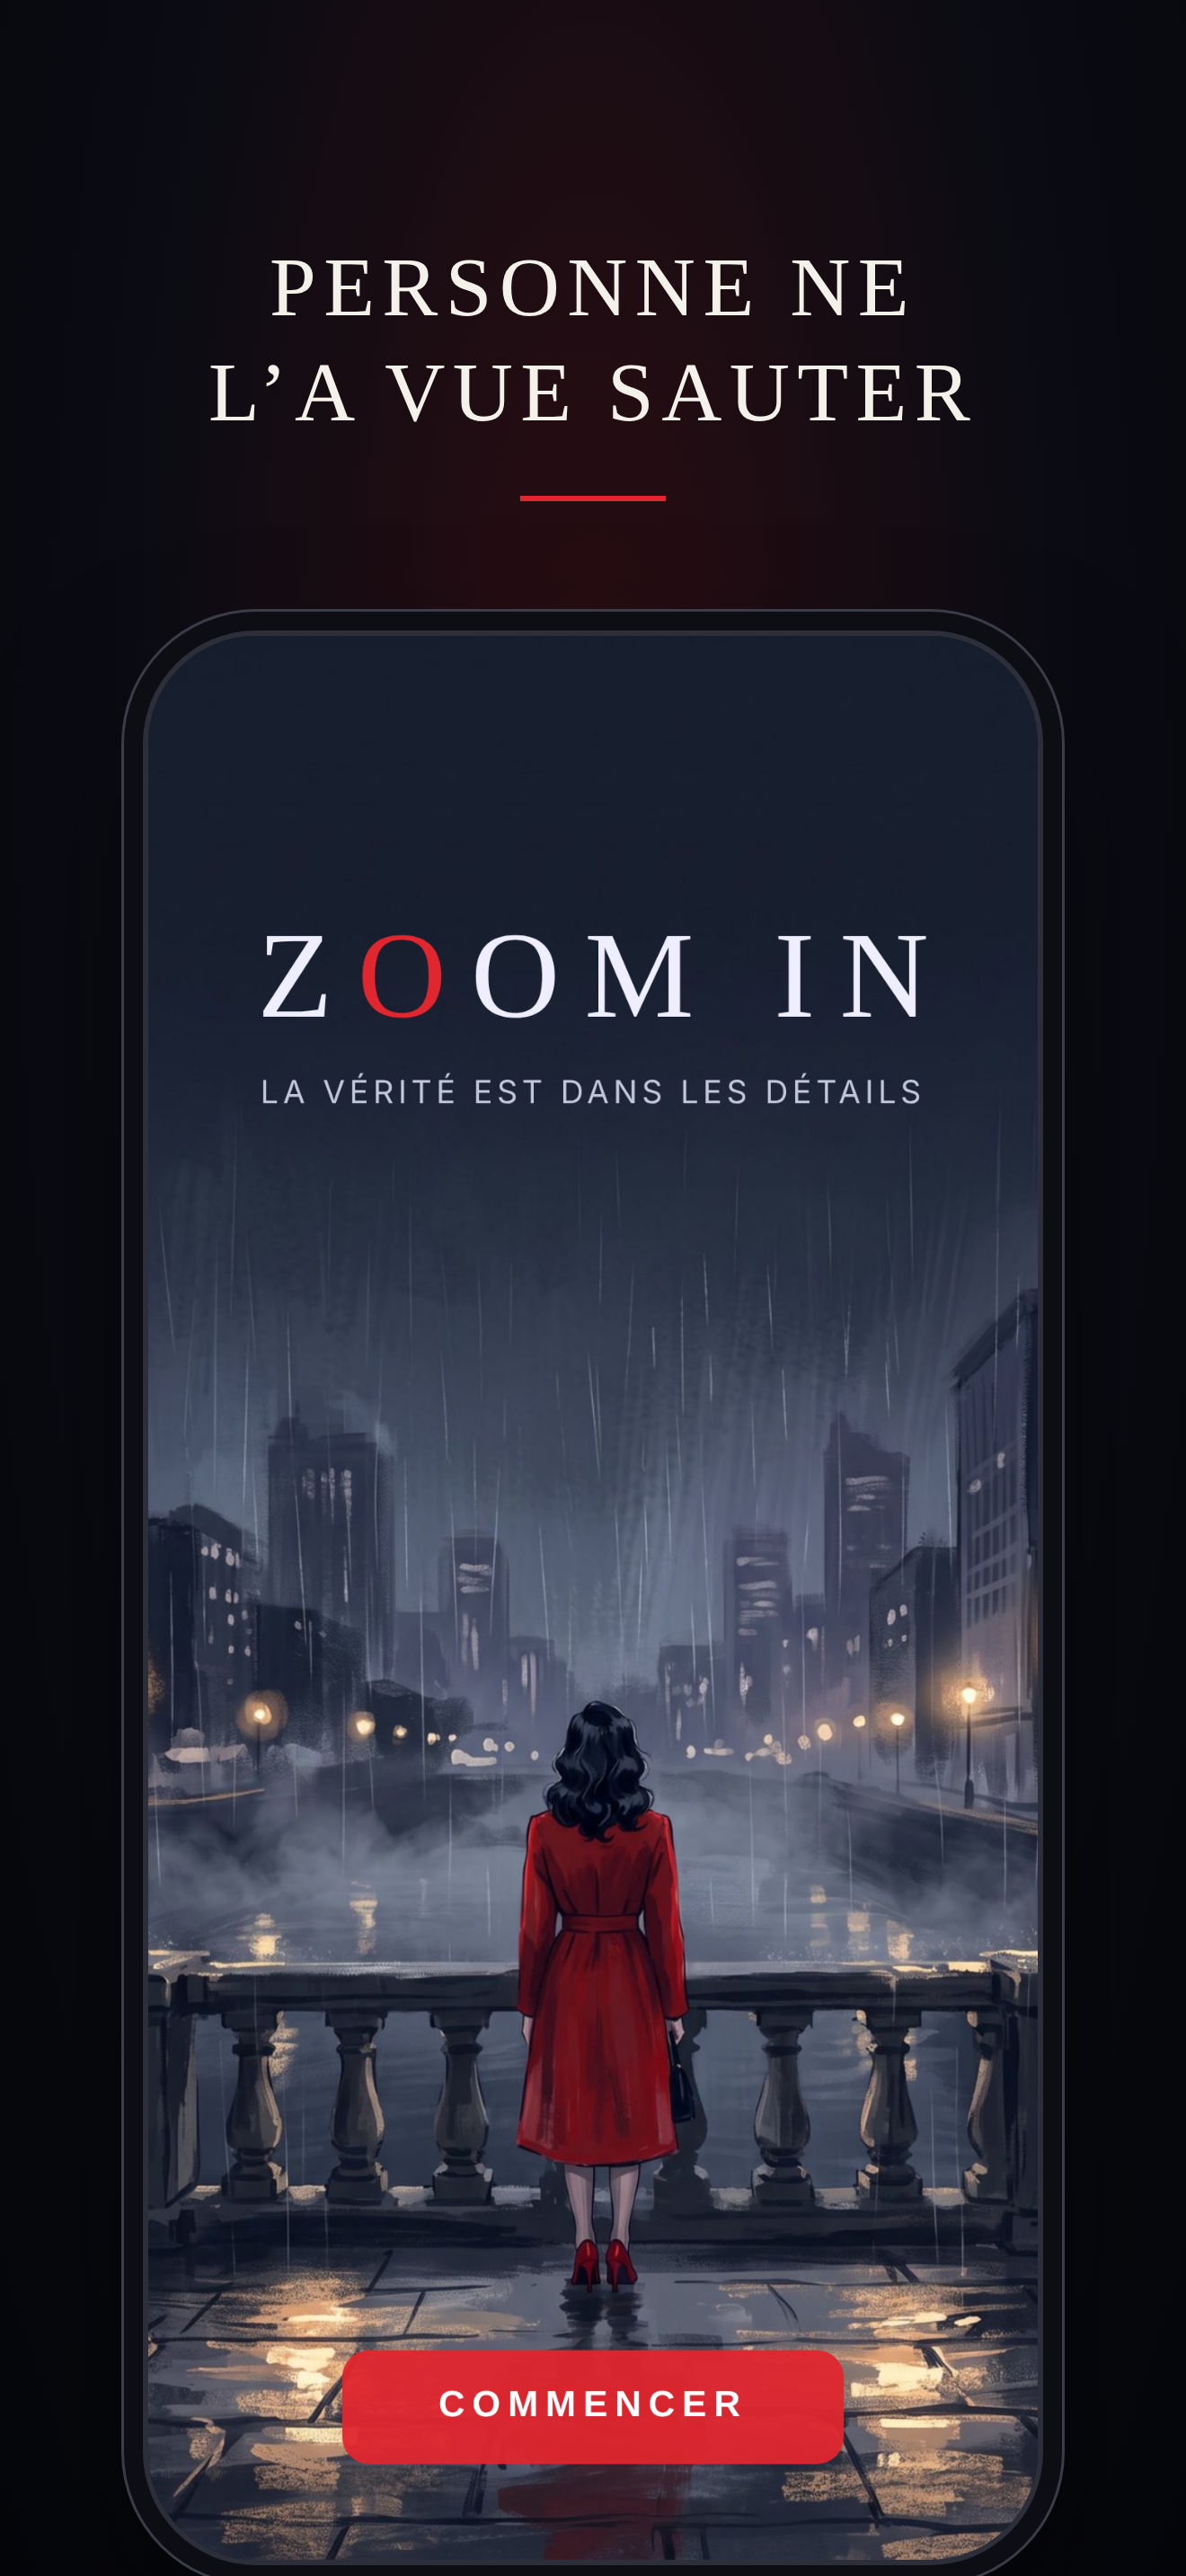 PERSONNE NE
L’A VUE SAUTER
ZOOM IN
LA VÉRITÉ EST DANS LES DÉTAILS
COMMENCER